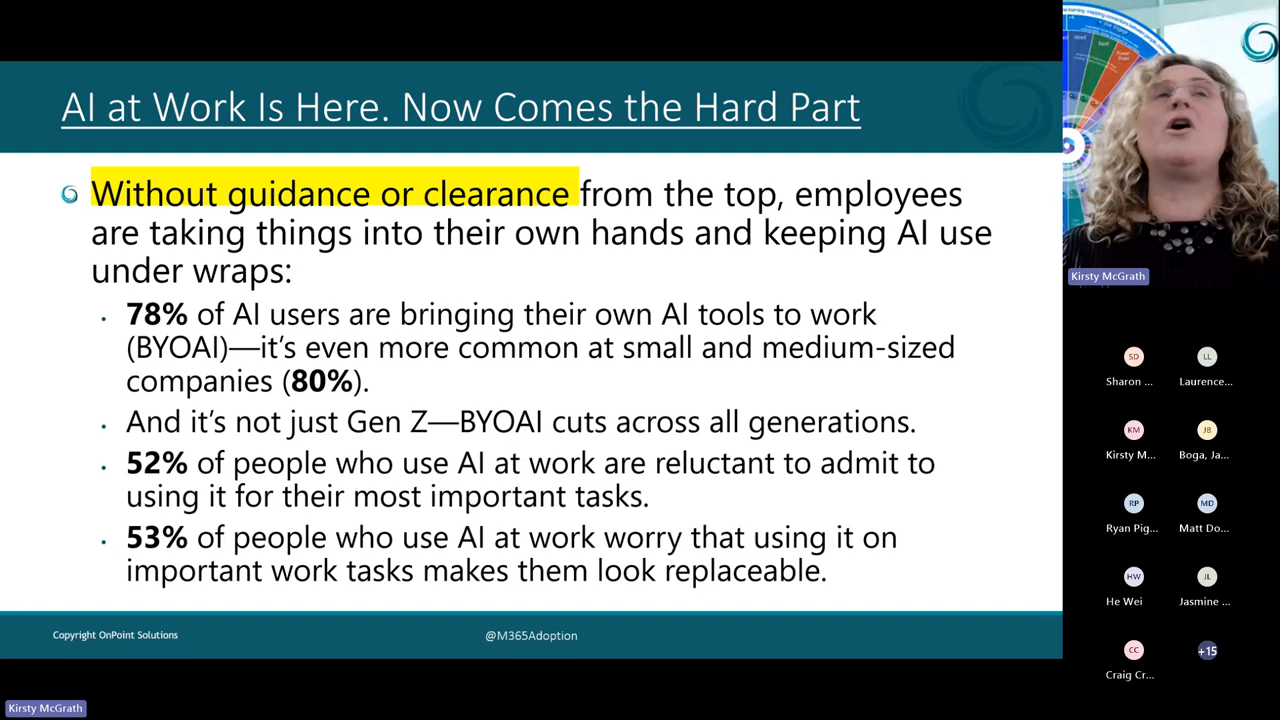 AI at Work Is Here. Now Comes the Hard Part
Without guidance or clearance from the top, employees
are taking things into their own hands and keeping AI use
under wraps:
78% of AI users are bringing their own AI tools to work
(BYOAI)—it’s even more common at small and medium-sized
companies (80%).
And it’s not just Gen Z—BYOAI cuts across all generations.
52% of people who use AI at work are reluctant to admit to
using it for their most important tasks.
53% of people who use AI at work worry that using it on
important work tasks makes them look replaceable.
Copyright OnPoint Solutions
@M365Adoption
Kirsty McGrath
Kirsty McGrath
SD
LL
Sharon ...
Laurence...
KM
JB
Kirsty M...
Boga, Ja...
RP
MD
Ryan Pig...
Matt Do...
HW
JL
He Wei
Jasmine ...
CC
+15
Craig Cr...